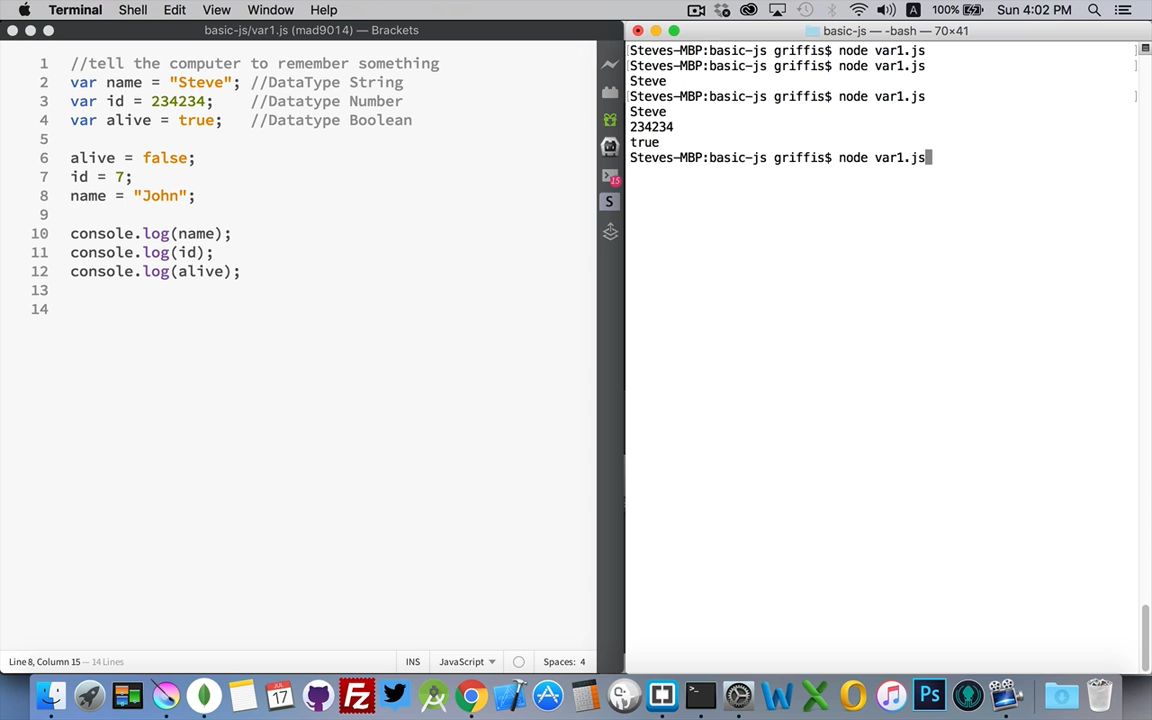 Terminal Shell Edit View Window Help A 100% Sun 4:02 PM
basic-js/var1.js (mad9014) — Brackets
basic-js — -bash — 70×41
1 //tell the computer to remember something
2 var name = "Steve"; //DataType String
3 var id = 234234; //Datatype Number
4 var alive = true; //Datatype Boolean
5
6 alive = false;
7 id = 7;
8 name = "John";
9
10 console.log(name);
11 console.log(id);
12 console.log(alive);
13
14
15
S
[Steves-MBP:basic-js griffis$ node var1.js ]
[Steves-MBP:basic-js griffis$ node var1.js ]
Steve
[Steves-MBP:basic-js griffis$ node var1.js ]
Steve
234234
true
Steves-MBP:basic-js griffis$ node var1.js
Line 8, Column 15 — 14 Lines
INS JavaScript Spaces: 4
JUL
17
Fz
W
X
O
Ps